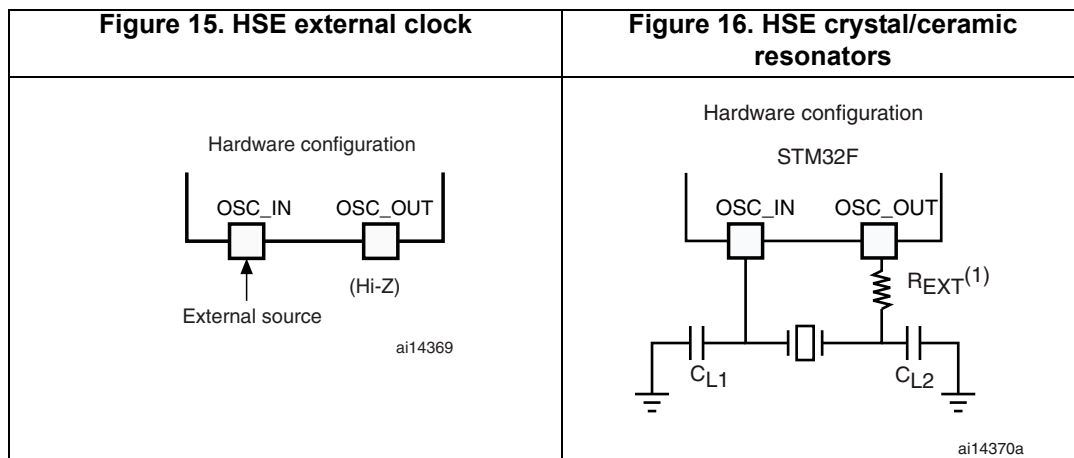 Figure 15. HSE external clock
Hardware configuration
OSC_IN OSC_OUT
(Hi-Z)
External source
ai14369
Figure 16. HSE crystal/ceramic
resonators
Hardware configuration
STM32F
OSC_IN OSC_OUT
REXT(1)
CL1
CL2
ai14370a